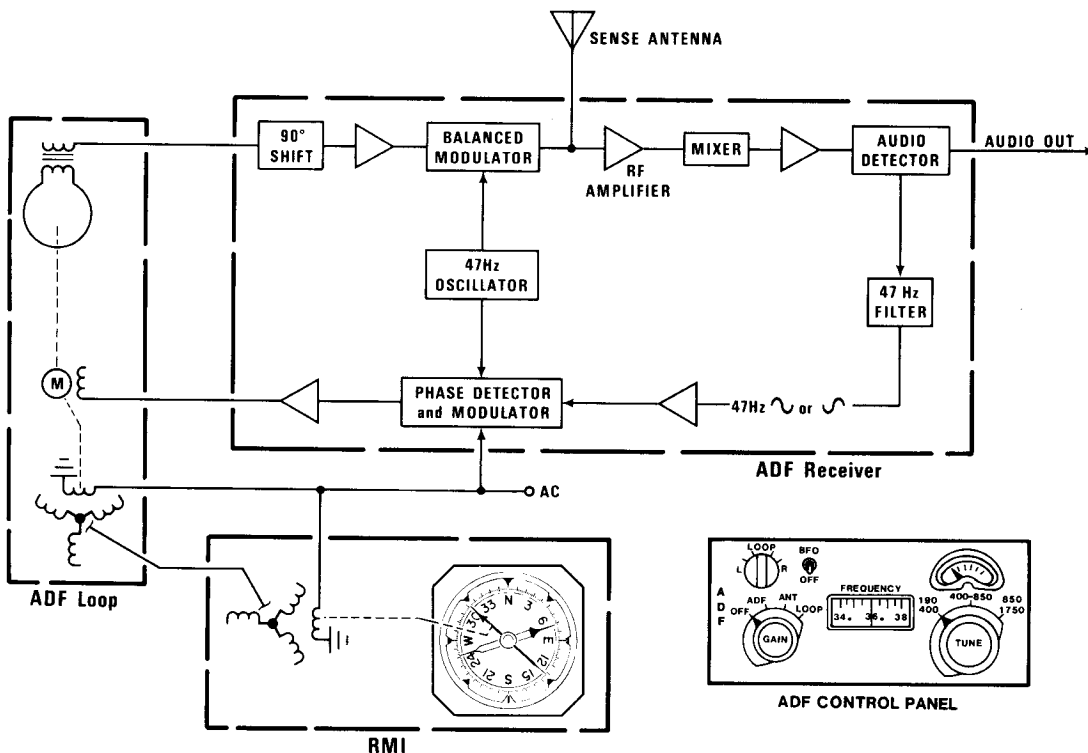 SENSE ANTENNA
90°
SHIFT
BALANCED
MODULATOR
RF
AMPLIFIER
MIXER
AUDIO
DETECTOR
AUDIO OUT
47Hz
OSCILLATOR
47 Hz
FILTER
M
PHASE DETECTOR
and MODULATOR
47Hz or
ADF Receiver
AC
ADF Loop
N
3
6
E
12
15
S
21
24
W
30
33
RMI
LOOP
L
R
BFO
OFF
A
D
F
OFF
ADF
ANT
LOOP
GAIN
FREQUENCY
34. 36. 38
190
400
400-850
850
1750
TUNE
ADF CONTROL PANEL